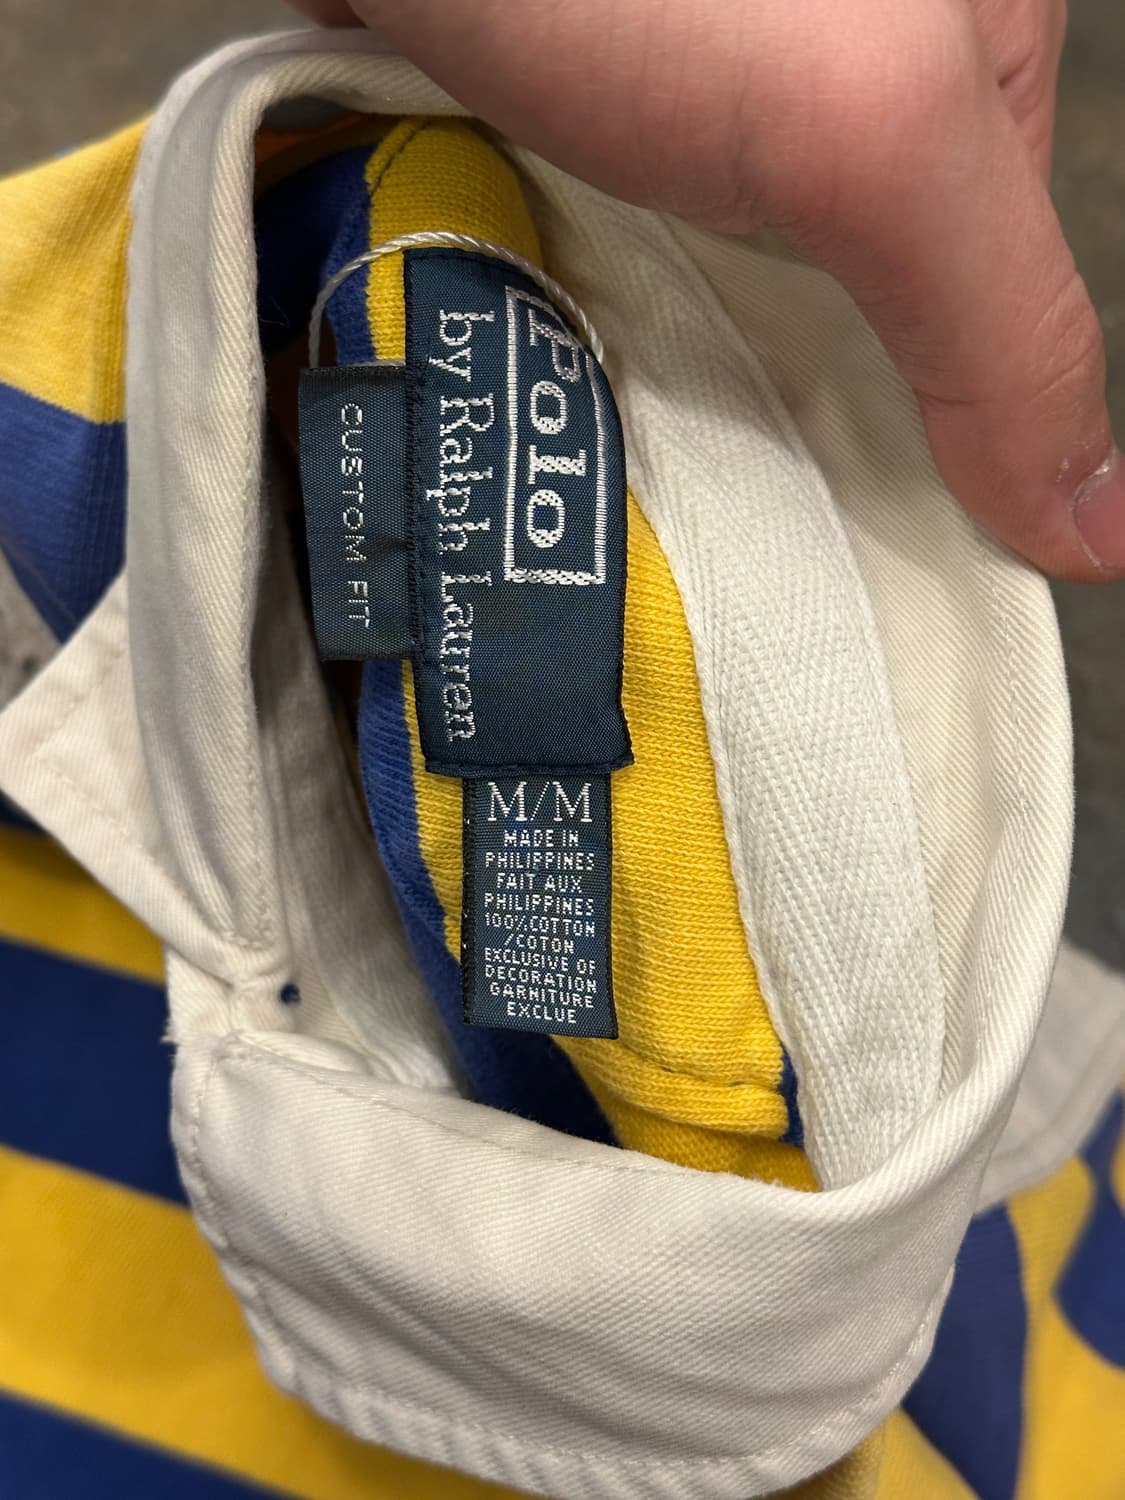 Polo
by Ralph Lauren
CUSTOM FIT
M/M
MADE IN
PHILIPPINES
FAIT AUX
PHILIPPINES
100%COTTON
/COTON
EXCLUSIVE OF
DECORATION
GARNITURE
EXCLUE